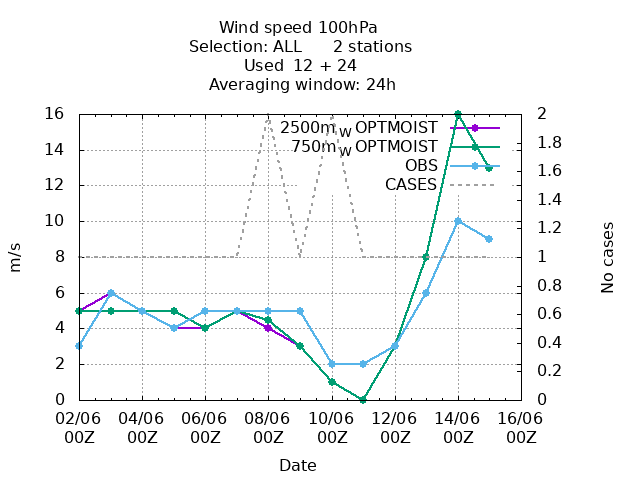 Wind speed 100hPa
Selection: ALL 2 stations
Used 12 + 24
Averaging window: 24h
16
14
12
10
8
6
4
2
0
m/s
2500m w OPTMOIST
750m w OPTMOIST
OBS
CASES
2
1.8
1.6
1.4
1.2
1
0.8
0.6
0.4
0.2
0
No cases
02/06 04/06 06/06 08/06 10/06 12/06 14/06 16/06
00Z 00Z 00Z 00Z 00Z 00Z 00Z 00Z
Date